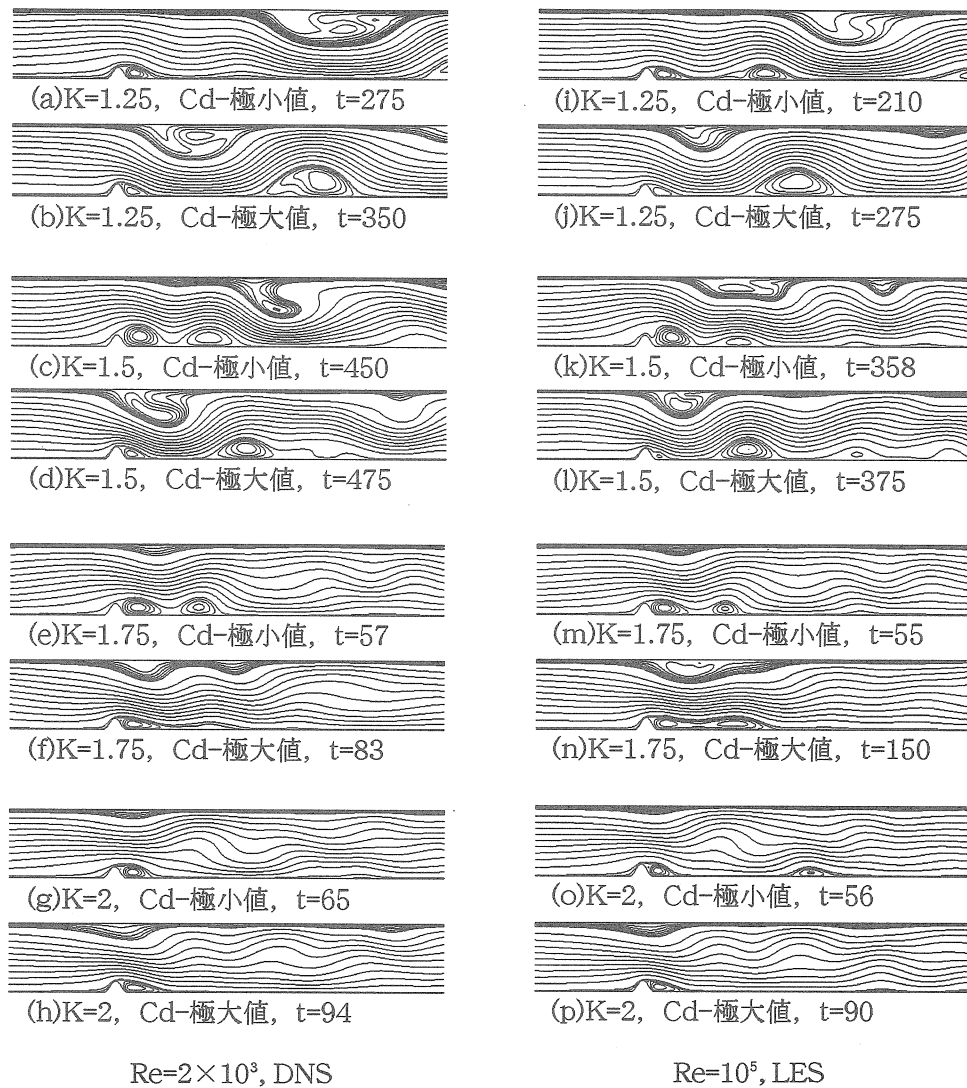 (a)K=1.25, Cd-極小値, t=275
(b)K=1.25, Cd-極大値, t=350
(c)K=1.5, Cd-極小値, t=450
(d)K=1.5, Cd-極大値, t=475
(e)K=1.75, Cd-極小値, t=57
(f)K=1.75, Cd-極大値, t=83
(g)K=2, Cd-極小値, t=65
(h)K=2, Cd-極大値, t=94
Re=2×10³, DNS
(i)K=1.25, Cd-極小値, t=210
(j)K=1.25, Cd-極大値, t=275
(k)K=1.5, Cd-極小値, t=358
(l)K=1.5, Cd-極大値, t=375
(m)K=1.75, Cd-極小値, t=55
(n)K=1.75, Cd-極大値, t=150
(o)K=2, Cd-極小値, t=56
(p)K=2, Cd-極大値, t=90
Re=10⁵, LES